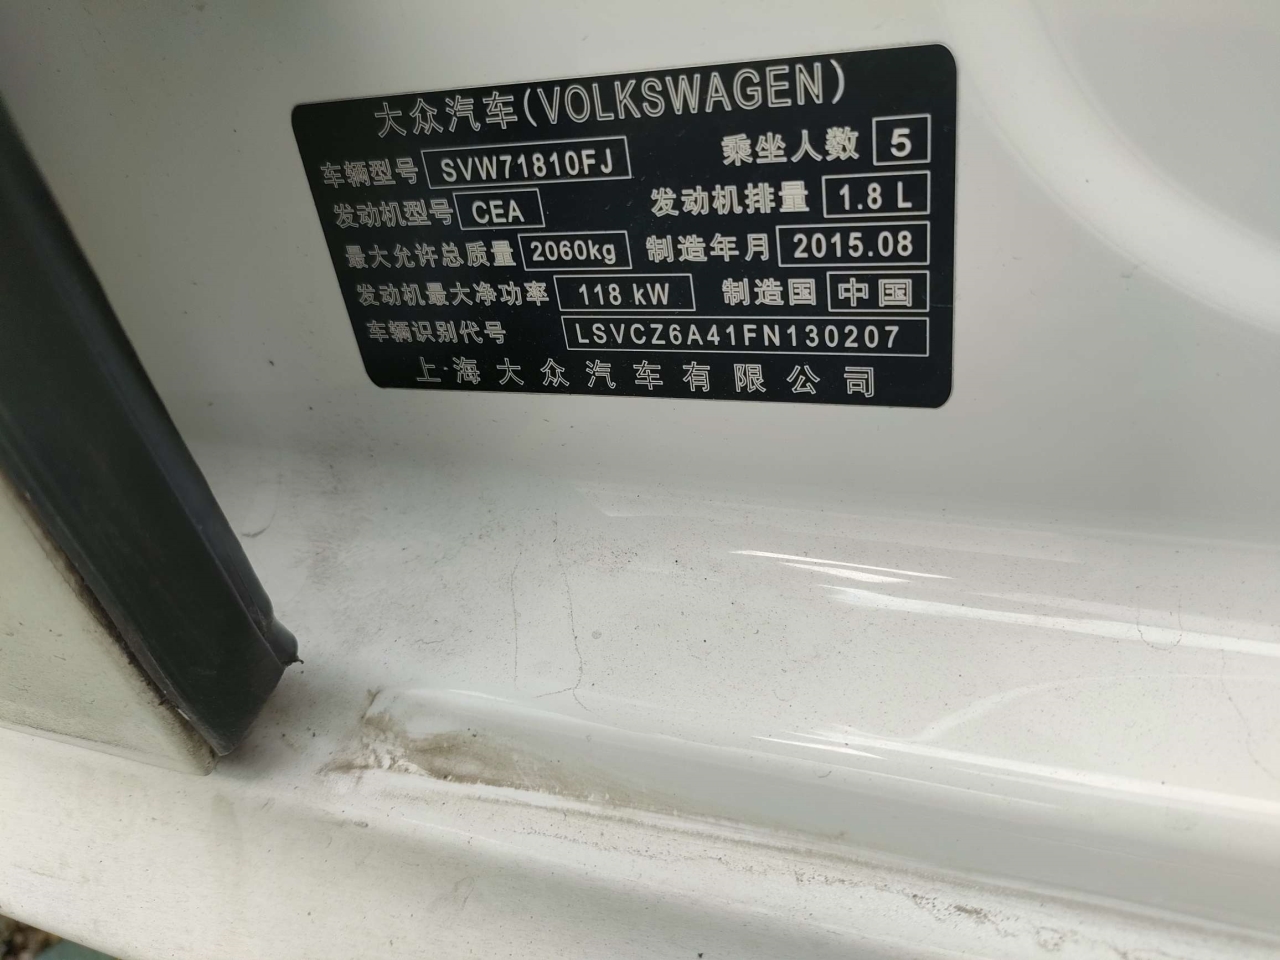 大众汽车(VOLKSWAGEN)
车辆型号 SVW71810FJ 乘坐人数 5
发动机型号 CEA 发动机排量 1.8 L
最大允许总质量 2060kg 制造年月 2015.08
发动机最大净功率 118 kW 制造国 中国
车辆识别代号 LSVCZ6A41FN130207
上海大众汽车有限公司